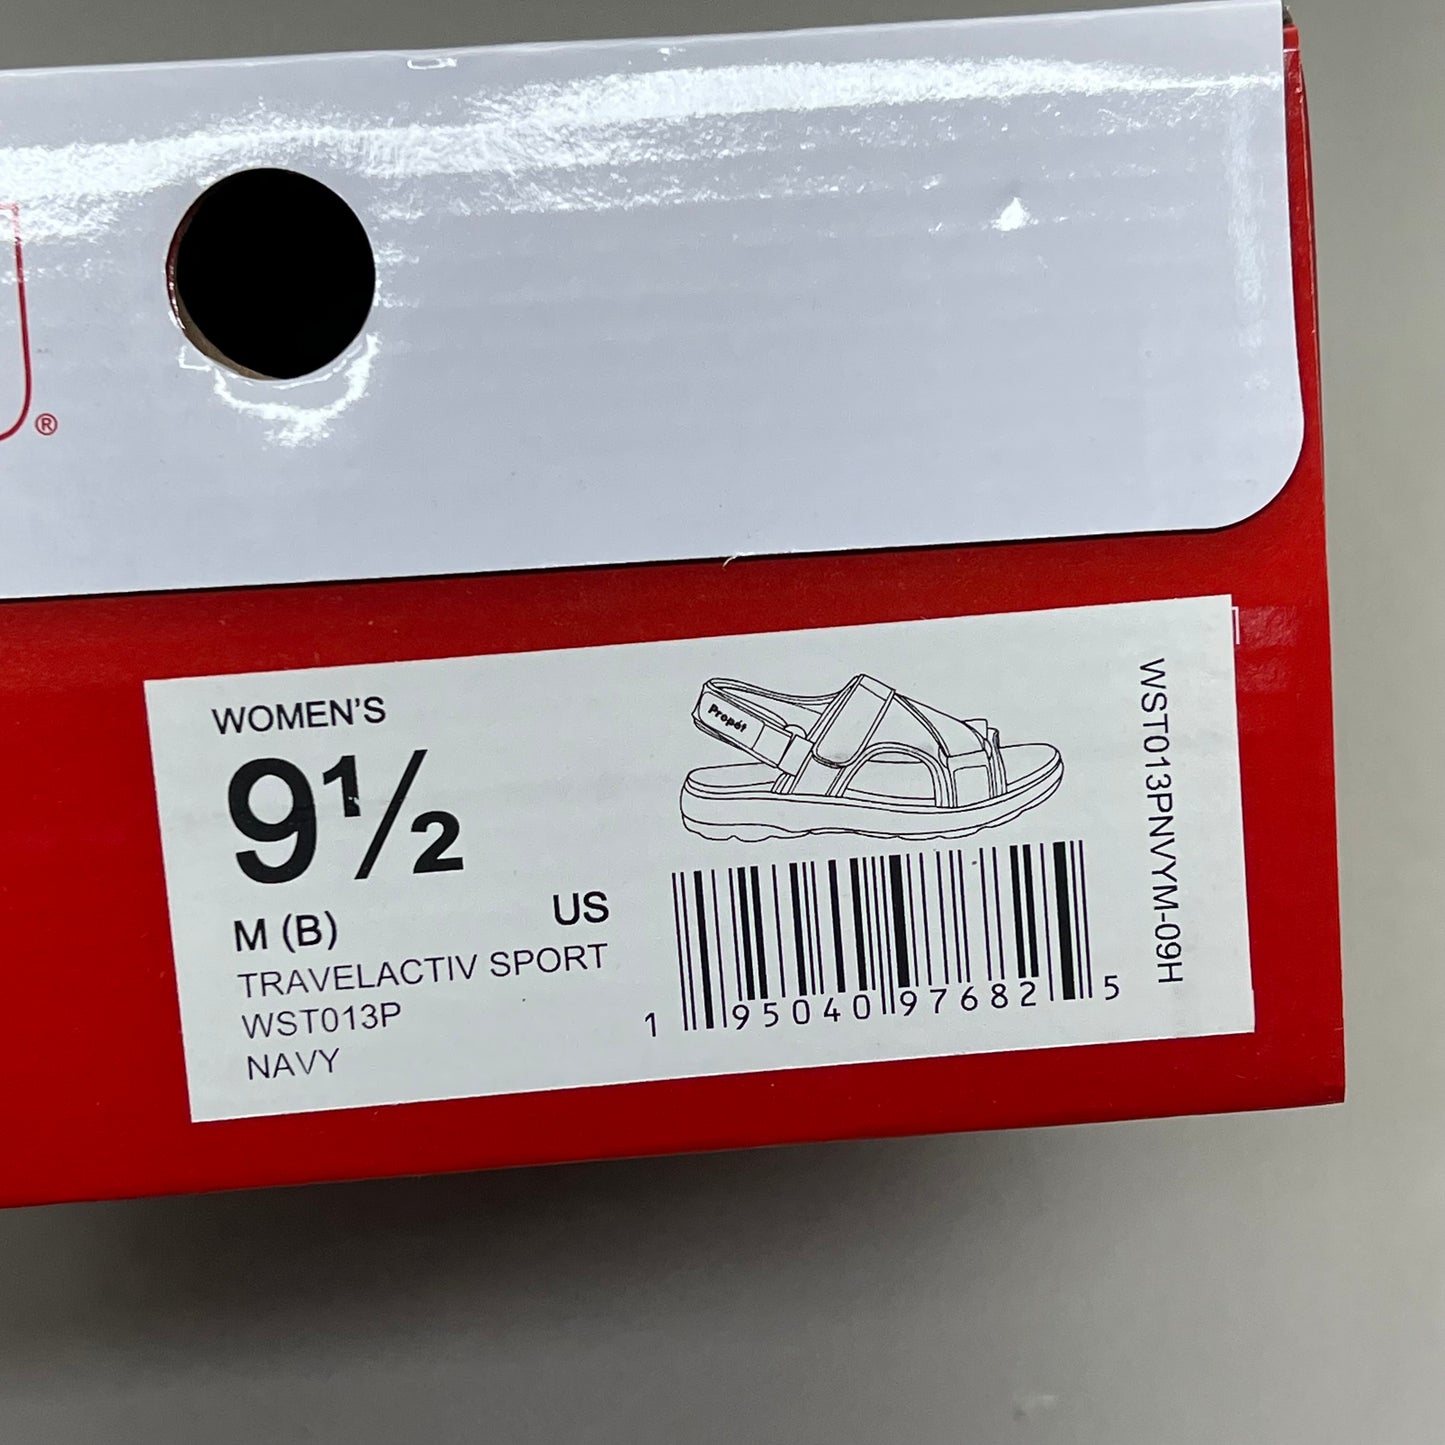 ®
WOMEN'S
9½
M (B)
US
TRAVELACTIV SPORT
WST013P
NAVY
Propét
1 95040 97682 5
WST013PNVYM-09H